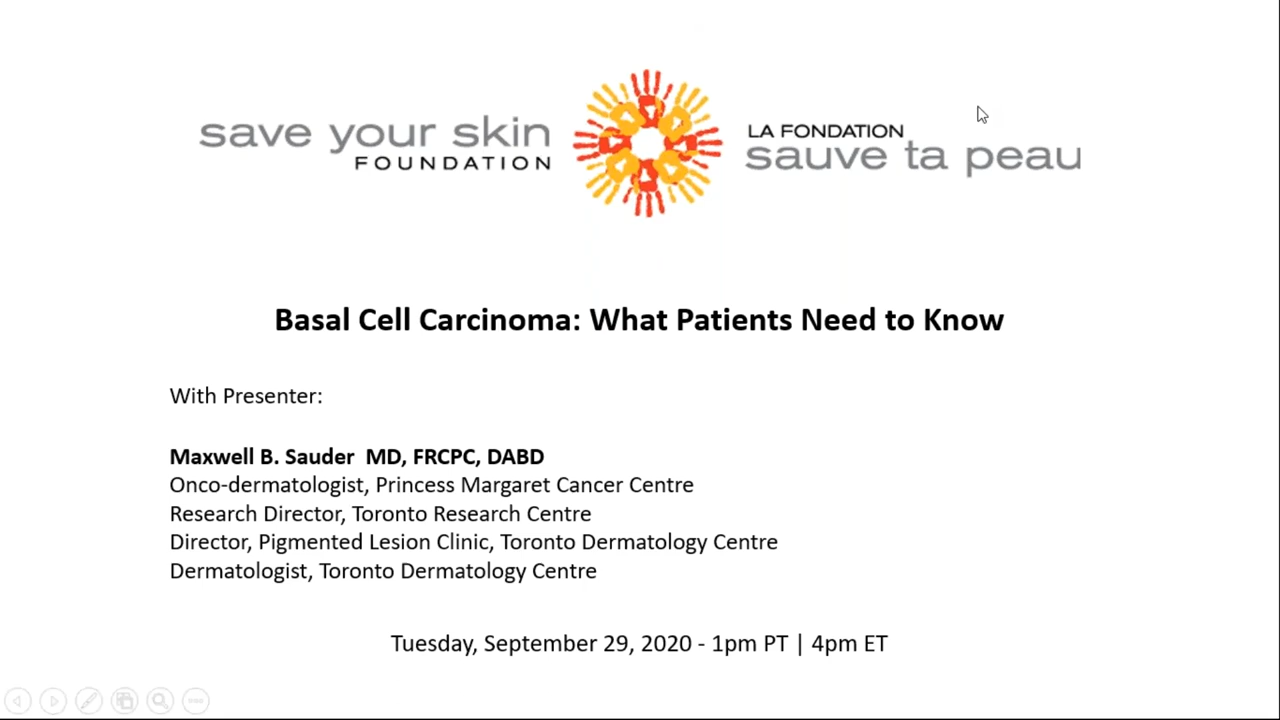 save your skin
FOUNDATION
LA FONDATION
sauve ta peau
Basal Cell Carcinoma: What Patients Need to Know
With Presenter:
Maxwell B. Sauder  MD, FRCPC, DABD
Onco-dermatologist, Princess Margaret Cancer Centre
Research Director, Toronto Research Centre
Director, Pigmented Lesion Clinic, Toronto Dermatology Centre
Dermatologist, Toronto Dermatology Centre
Tuesday, September 29, 2020 - 1pm PT | 4pm ET